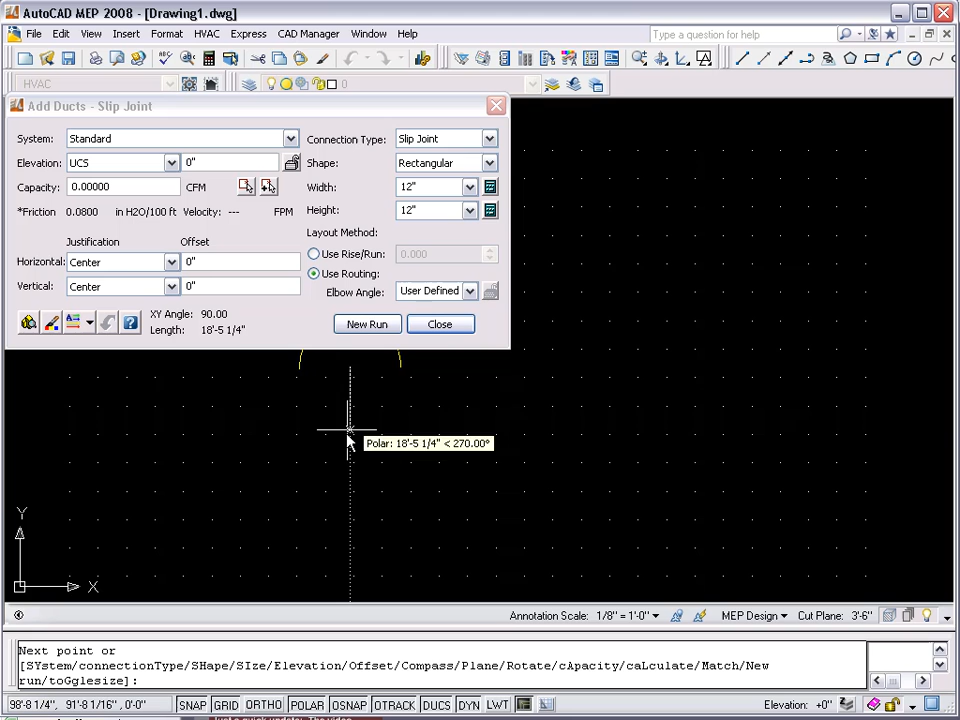 AutoCAD MEP 2008 - [Drawing1.dwg]
File Edit View Insert Format HVAC Express CAD Manager Window Help
Type a question for help
HVAC
0
Add Ducts - Slip Joint
System: Standard
Connection Type: Slip Joint
Elevation: UCS 0"
Shape: Rectangular
Capacity: 0.00000 CFM
Width: 12"
*Friction 0.0800 in H2O/100 ft Velocity: --- FPM
Height: 12"
Layout Method:
Justification Offset
Use Rise/Run: 0.000
Horizontal: Center 0"
Use Routing:
Vertical: Center 0"
Elbow Angle: User Defined
XY Angle: 90.00
Length: 18'-5 1/4"
New Run Close
Polar: 18'-5 1/4" < 270.00°
Y
X
Annotation Scale: 1/8" = 1'-0" MEP Design Cut Plane: 3'-6"
Next point or
[SYstem/connectionType/SHape/SIze/Elevation/Offset/Compass/Plane/Rotate/cApacity/caLculate/Match/New
run/toGglesize]:
98'-8 1/4", 91'-8 1/16", 0'-0" SNAP GRID ORTHO POLAR OSNAP OTRACK DUCS DYN LWT Elevation: +0"